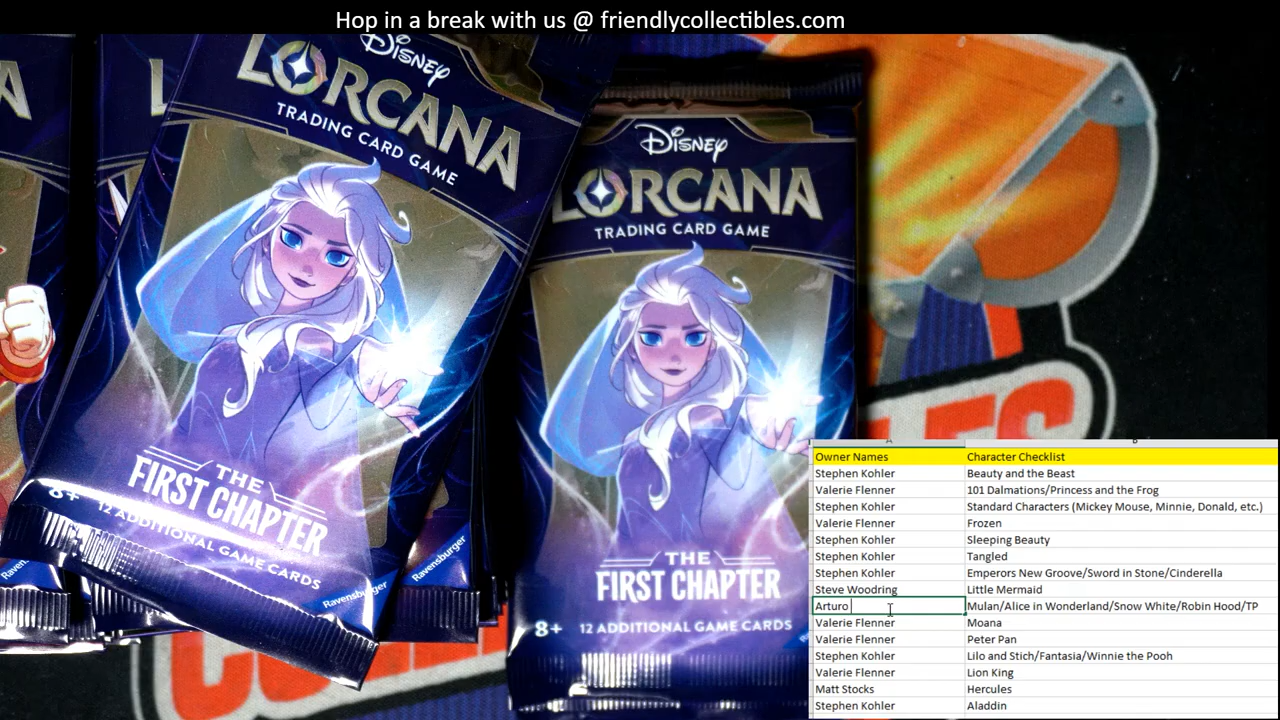 Hop in a break with us @ friendlycollectibles.com
Disney
LORCANA
TRADING CARD GAME
THE
FIRST CHAPTER
8+ 12 ADDITIONAL GAME CARDS
Ravensburger
Ravensburger
Disney
LORCANA
TRADING CARD GAME
THE
FIRST CHAPTER
8+ 12 ADDITIONAL GAME CARDS
A B
Owner Names Character Checklist
Stephen Kohler Beauty and the Beast
Valerie Flenner 101 Dalmations/Princess and the Frog
Stephen Kohler Standard Characters (Mickey Mouse, Minnie, Donald, etc.)
Valerie Flenner Frozen
Stephen Kohler Sleeping Beauty
Stephen Kohler Tangled
Stephen Kohler Emperors New Groove/Sword in Stone/Cinderella
Steve Woodring Little Mermaid
Arturo Mulan/Alice in Wonderland/Snow White/Robin Hood/TP
Valerie Flenner Moana
Valerie Flenner Peter Pan
Stephen Kohler Lilo and Stich/Fantasia/Winnie the Pooh
Valerie Flenner Lion King
Matt Stocks Hercules
Stephen Kohler Aladdin